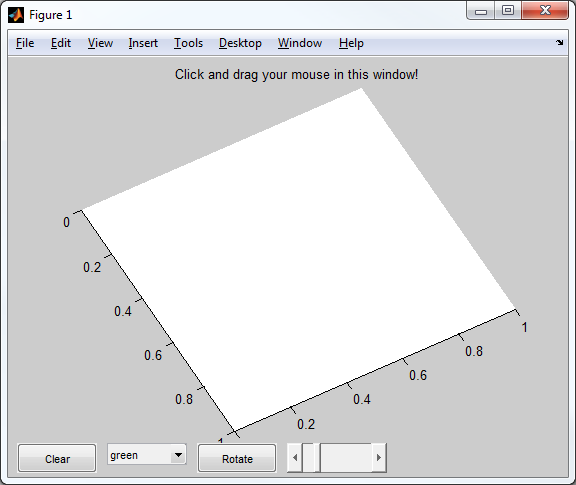 Figure 1
File Edit View Insert Tools Desktop Window Help
Click and drag your mouse in this window!
0
0.2
0.4
0.6
0.8
1
0.2
0.4
0.6
0.8
1
Clear green Rotate